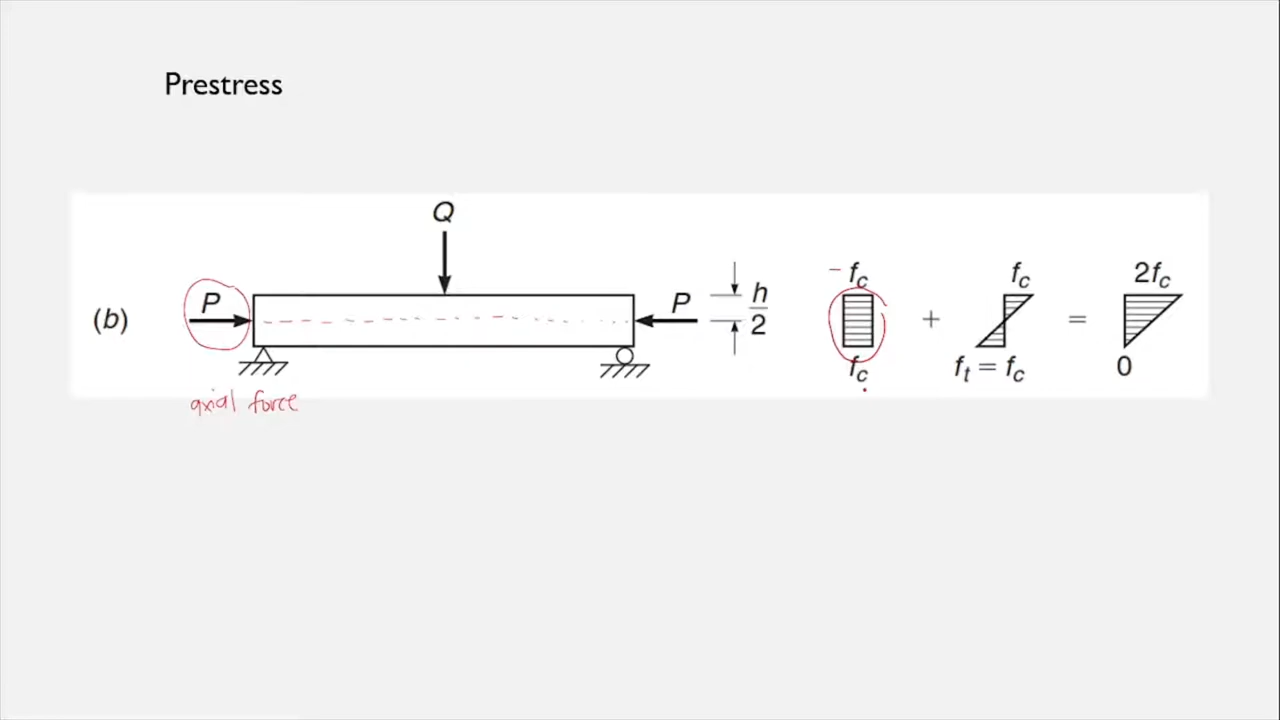 Prestress
Q
(b)
P
P
h
2
− fc
fc
+
fc
ft = fc
=
2fc
0
axial force